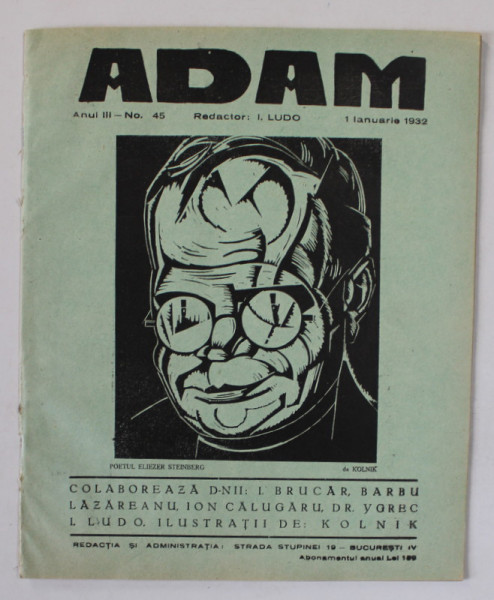 ADAM
Anul III — No. 45 Redactor: I. LUDO 1 Ianuarie 1932
POETUL ELIEZER STEINBERG de KOLNIK
COLABOREAZĂ D-NII: I. BRUCĂR, BARBU
LĂZĂREANU, ION CĂLUGĂRU, DR. YGREC
I. LUDO. ILUSTRAȚII DE: KOLNIK
REDACȚIA ȘI ADMINISTRAȚIA: STRADA STUPINEI 19 — BUCUREȘTI IV
Abonamentul anual Lei